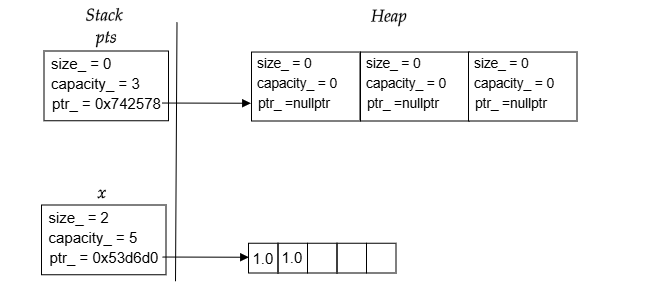 Stack
Heap
pts
size_ = 0
capacity_ = 3
ptr_ = 0x742578
size_ = 0
capacity_ = 0
ptr_ =nullptr
size_ = 0
capacity_ = 0
ptr_ =nullptr
size_ = 0
capacity_ = 0
ptr_ =nullptr
x
size_ = 2
capacity_ = 5
ptr_ = 0x53d6d0
1.0 1.0